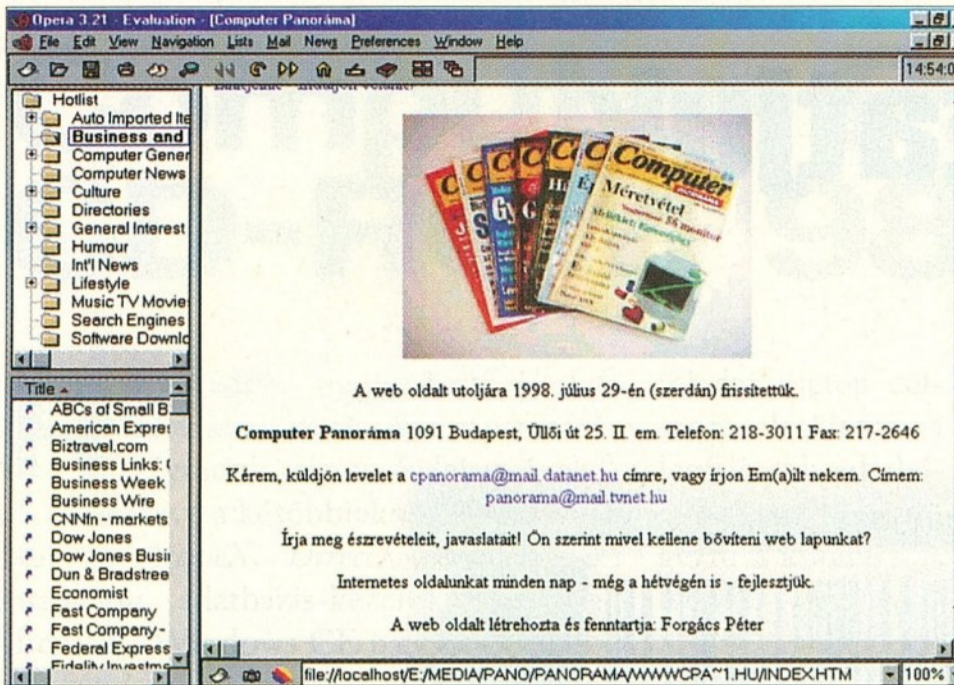 Opera 3.21 - Evaluation - [Computer Panoráma]
File Edit View Navigation Lists Mail News Preferences Window Help
14:54:0
Hotlist
Auto Imported Ite
Business and
Computer Gener
Computer News
Culture
Directories
General Interest
Humour
Int'l News
Lifestyle
Music TV Movie
Search Engines
Software Downlo
Title
ABCs of Small B
American Expres
Biztravel.com
Business Links: (
Business Week
Business Wire
CNNfn - markets
Dow Jones
Dow Jones Busi
Dun & Bradstree
Economist
Fast Company
Fast Company -
Federal Express
Fidelity Investme
Computer
Méretvétel
A web oldalt utoljára 1998. július 29-én (szerdán) frissítettük.
Computer Panoráma 1091 Budapest, Üllői út 25. II. em. Telefon: 218-3011 Fax: 217-2646
Kérem, küldjön levelet a cpanorama@mail.datanet.hu címre, vagy írjon Em(a)ilt nekem. Címem:
panorama@mail.tvnet.hu
Írja meg észrevételeit, javaslatait! Ön szerint mivel kellene bővíteni web lapunkat?
Internetes oldalunkat minden nap - még a hétvégén is - fejlesztjük.
A web oldalt létrehozta és fenntartja: Forgács Péter
file://localhost/E:/MEDIA/PANO/PANORAMA/WWWCPA~1.HU/INDEX.HTM
100%